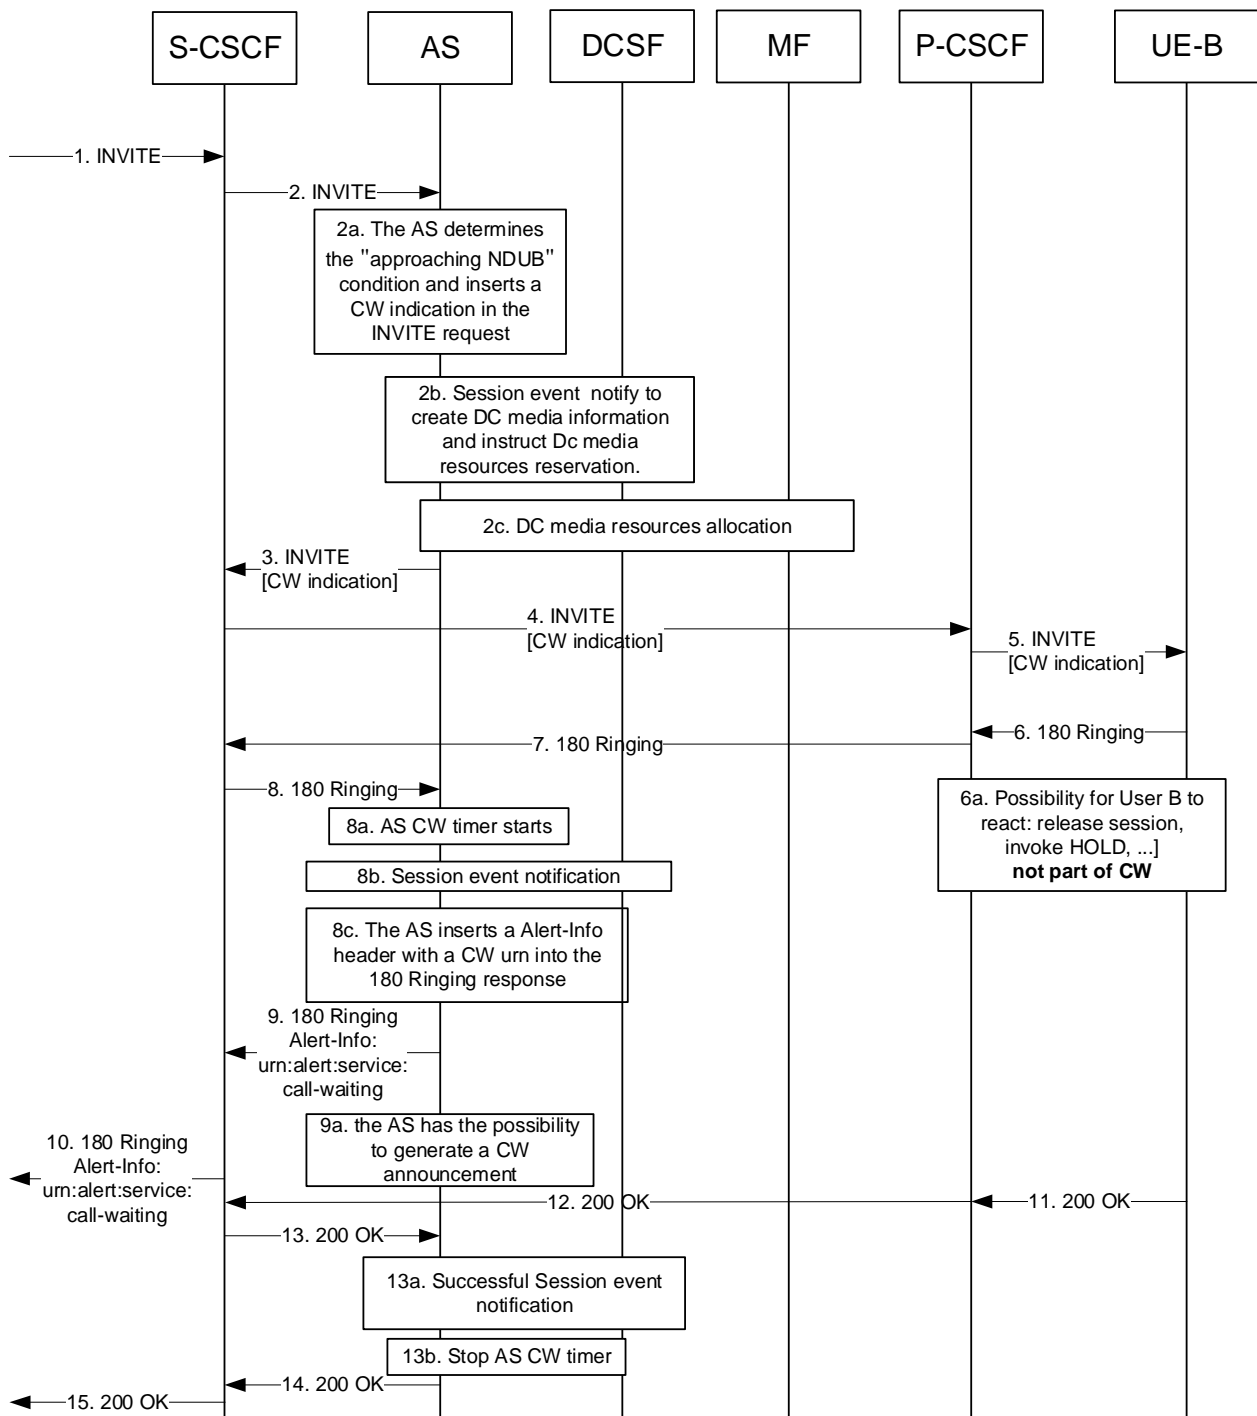 S-CSCF
AS
DCSF
MF
P-CSCF
UE-B
1. INVITE
2. INVITE
2a. The AS determines
the "approaching NDUB"
condition and inserts a
CW indication in the
INVITE request
2b. Session event notify to
create DC media information
and instruct Dc media
resources reservation.
2c. DC media resources allocation
3. INVITE
[CW indication]
4. INVITE
[CW indication]
5. INVITE
[CW indication]
6. 180 Ringing
7. 180 Ringing
8. 180 Ringing
6a. Possibility for User B to
react: release session,
invoke HOLD, ...]
not part of CW
8a. AS CW timer starts
8b. Session event notification
8c. The AS inserts a Alert-Info
header with a CW urn into the
180 Ringing response
9. 180 Ringing
Alert-Info:
urn:alert:service:
call-waiting
9a. the AS has the possibility
to generate a CW
announcement
10. 180 Ringing
Alert-Info:
urn:alert:service:
call-waiting
11. 200 OK
12. 200 OK
13. 200 OK
13a. Successful Session event
notification
13b. Stop AS CW timer
14. 200 OK
15. 200 OK